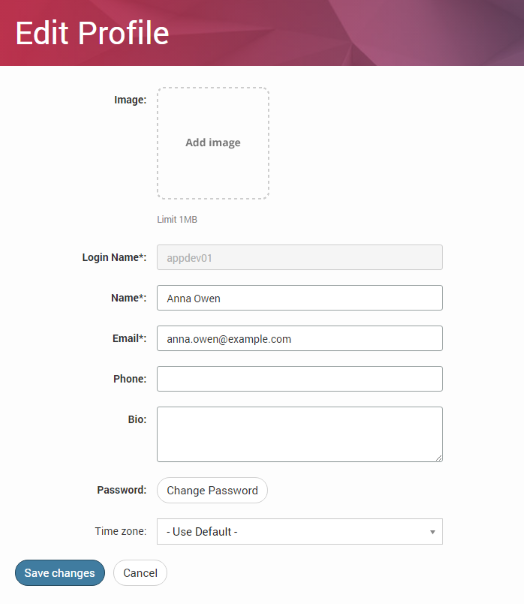 Edit Profile
Image:
Add image
Limit 1MB
Login Name*: appdev01
Name*: Anna Owen
Email*: anna.owen@example.com
Phone:
Bio:
Password: Change Password
Time zone: - Use Default -
Save changes Cancel